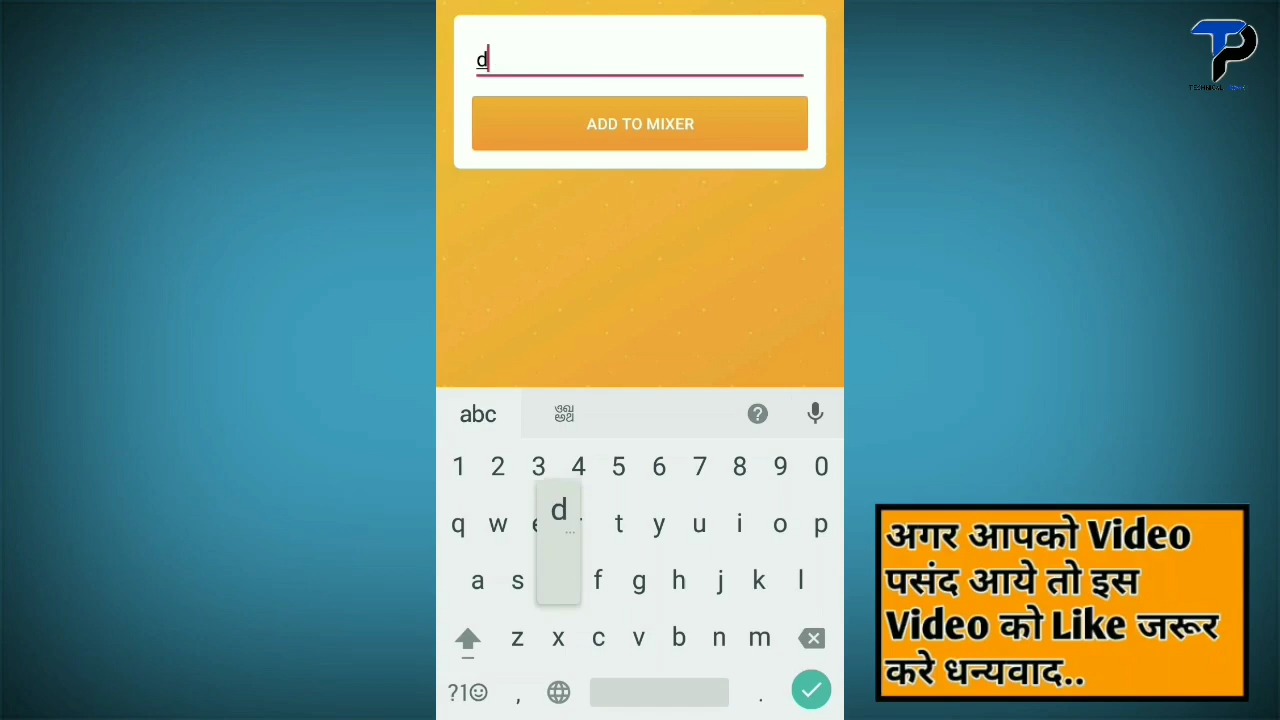 d
ADD TO MIXER
abc
1 2 3 4 5 6 7 8 9 0
d
q w t y u i o p
a s f g h j k l
z x c v b n m
?1 , .
TECHNICAL
अगर आपको Video
पसंद आये तो इस
Video को Like जरूर
करे धन्यवाद..